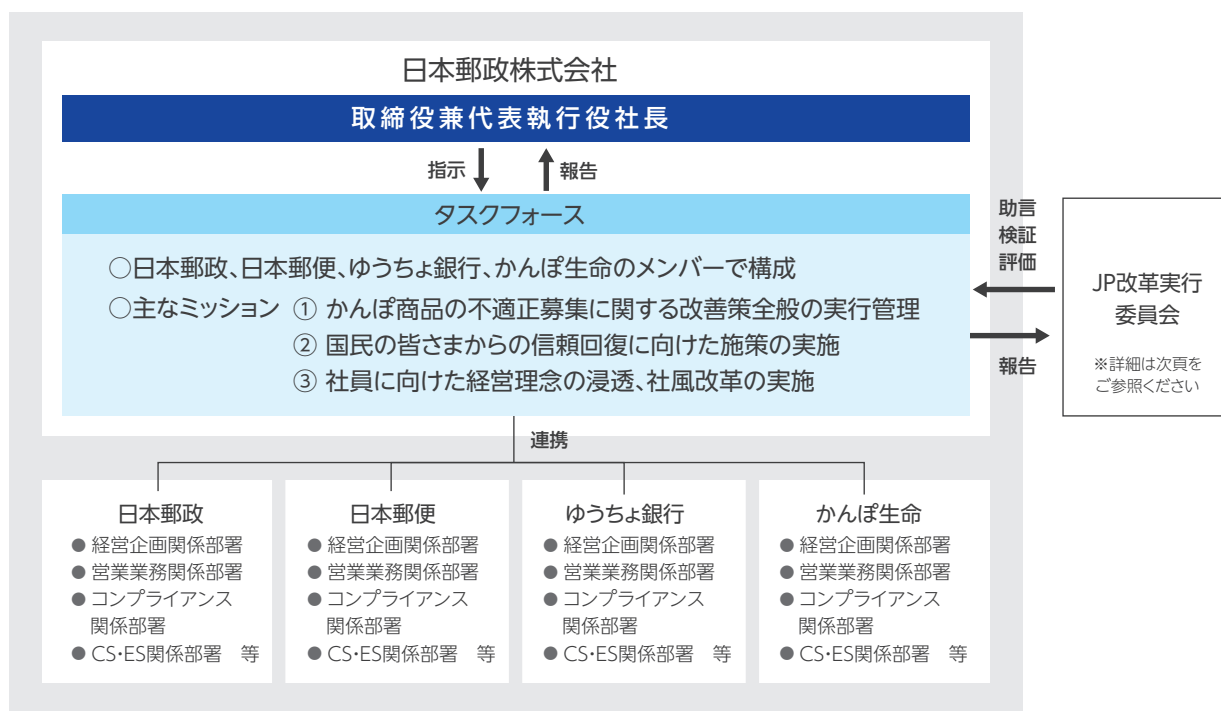 日本郵政株式会社
取締役兼代表執行役社長
指示
報告
タスクフォース
○日本郵政、日本郵便、ゆうちょ銀行、かんぽ生命のメンバーで構成
○主なミッション ① かんぽ商品の不適正募集に関する改善策全般の実行管理
② 国民の皆さまからの信頼回復に向けた施策の実施
③ 社員に向けた経営理念の浸透、社風改革の実施
助言
検証
評価
報告
JP改革実行
委員会
※詳細は次頁を
ご参照ください
連携
日本郵政
● 経営企画関係部署
● 営業業務関係部署
● コンプライアンス
関係部署
● CS・ES関係部署 等
日本郵便
● 経営企画関係部署
● 営業業務関係部署
● コンプライアンス
関係部署
● CS・ES関係部署 等
ゆうちょ銀行
● 経営企画関係部署
● 営業業務関係部署
● コンプライアンス
関係部署
● CS・ES関係部署 等
かんぽ生命
● 経営企画関係部署
● 営業業務関係部署
● コンプライアンス
関係部署
● CS・ES関係部署 等